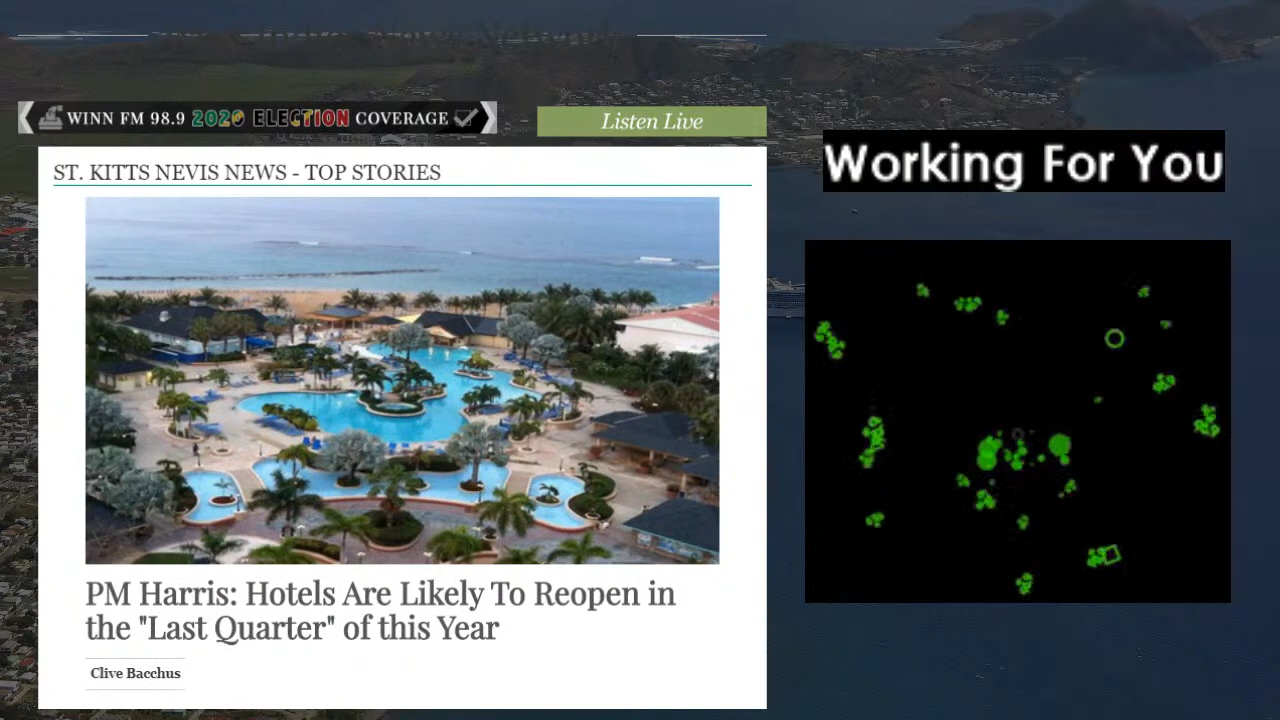 WINN FM 98.9 2020 ELECTION COVERAGE
Listen Live
Working For You
ST. KITTS NEVIS NEWS - TOP STORIES
PM Harris: Hotels Are Likely To Reopen in
the "Last Quarter" of this Year
Clive Bacchus